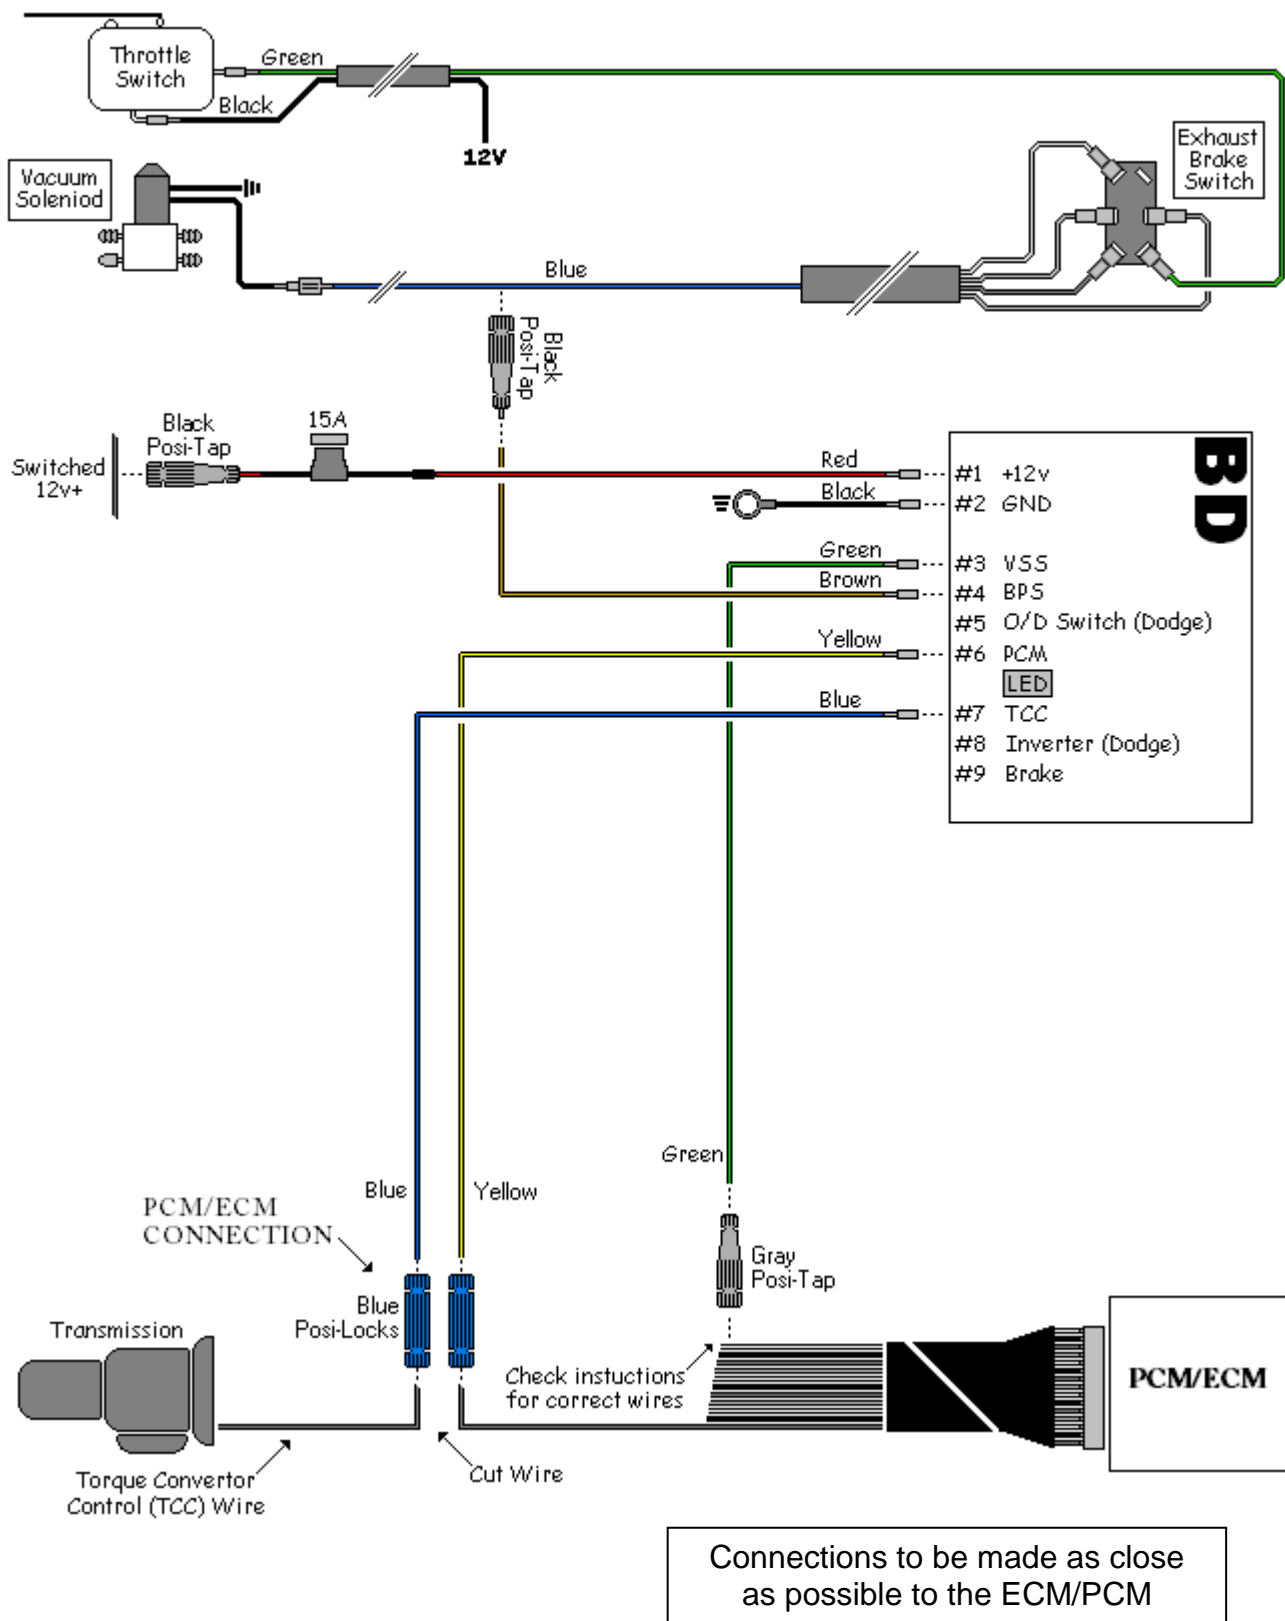 Throttle
Switch
Green
Black
12V
Vacuum
Soleniod
Exhaust
Brake
Switch
Blue
Black
Posi-Tap
Black
Posi-Tap
15A
Switched
12v+
Red
Black
Green
Brown
Yellow
Blue
BD
#1 +12v
#2 GND
#3 VSS
#4 BPS
#5 O/D Switch (Dodge)
#6 PCM
LED
#7 TCC
#8 Inverter (Dodge)
#9 Brake
Green
Blue
Yellow
PCM/ECM
CONNECTION
Gray
Posi-Tap
Blue
Posi-Locks
Transmission
Check instuctions
for correct wires
PCM/ECM
Torque Convertor
Control (TCC) Wire
Cut Wire
Connections to be made as close
as possible to the ECM/PCM